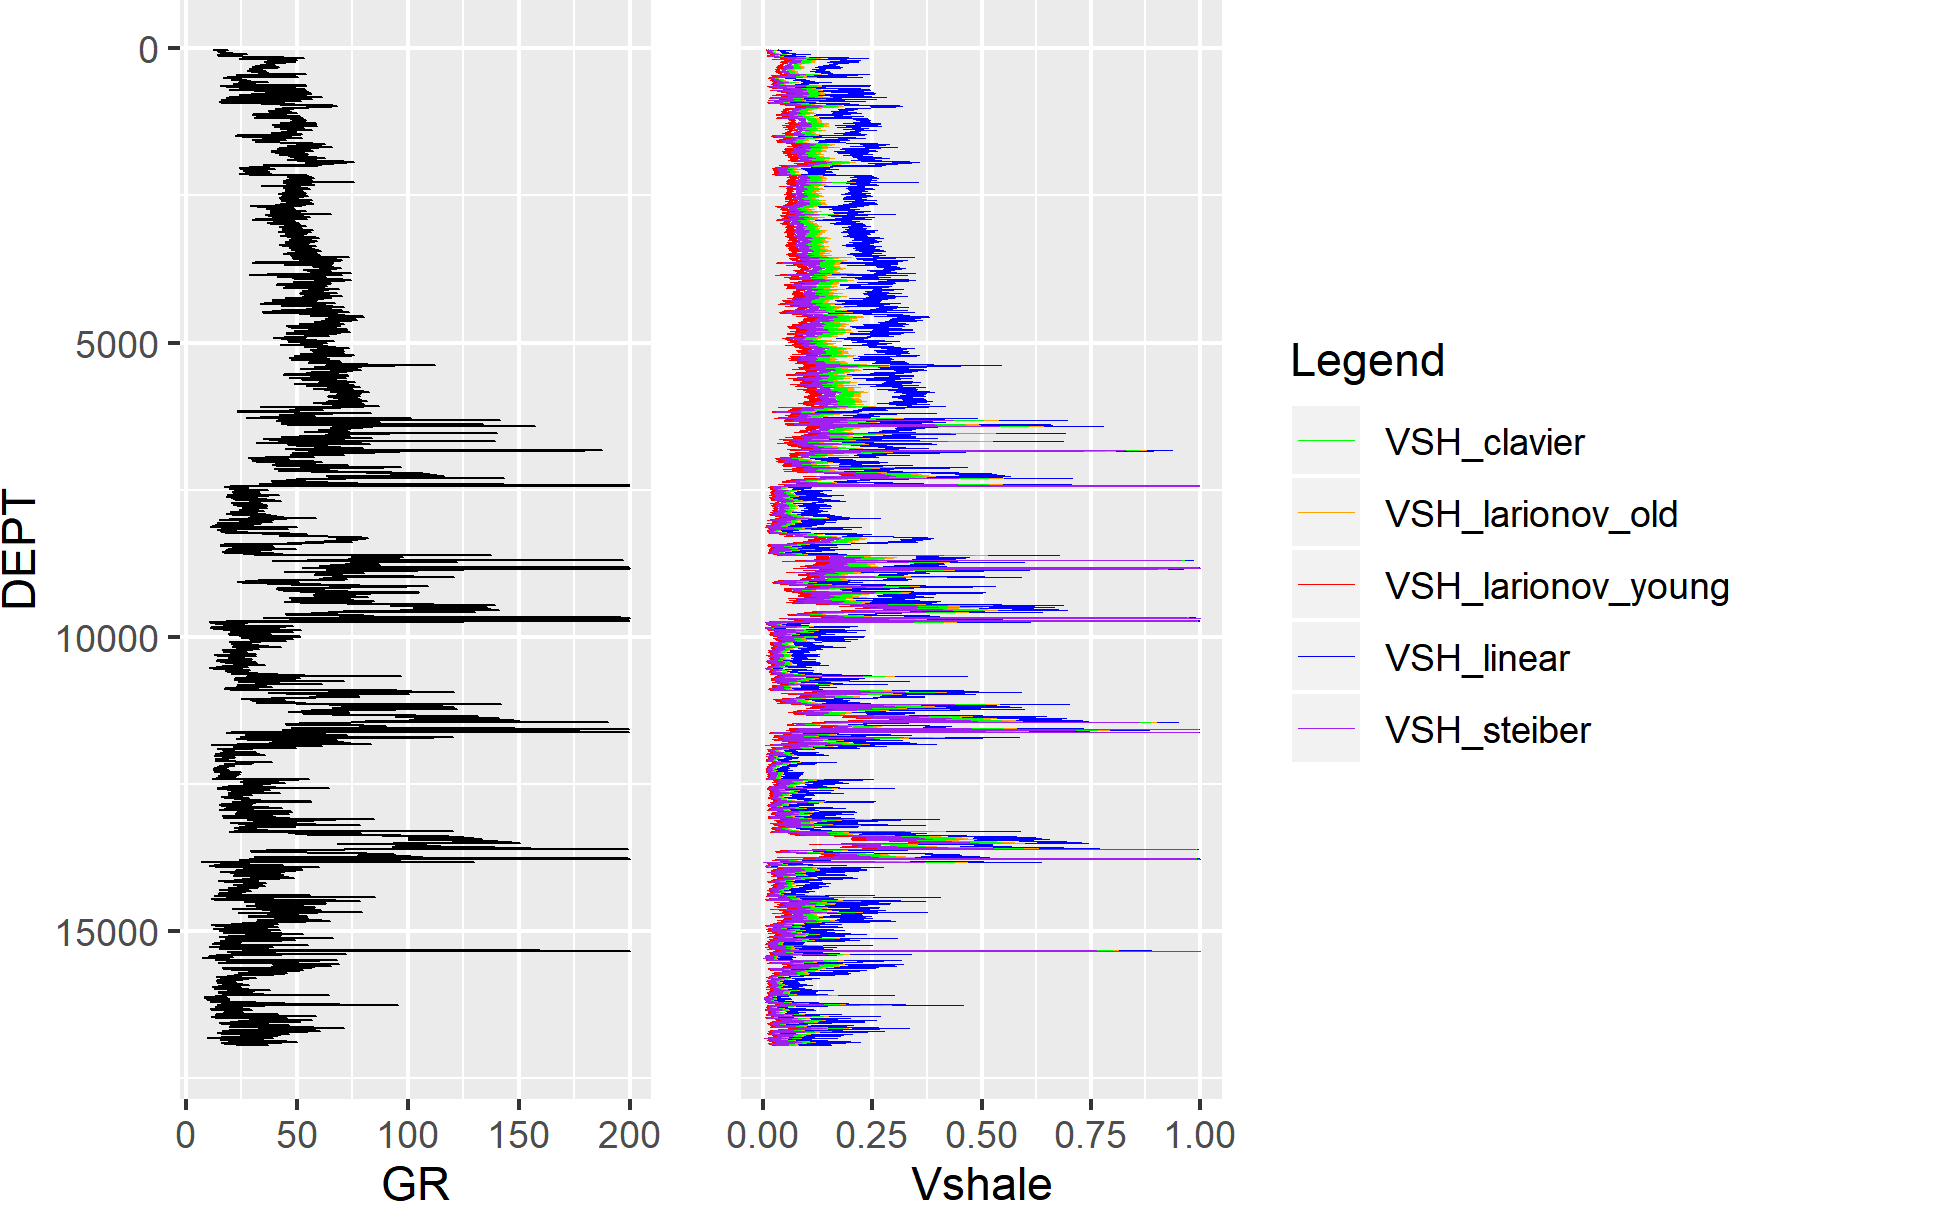 DEPT
0
5000
10000
15000
0 50 100 150 200
GR
0.00 0.25 0.50 0.75 1.00
Vshale
Legend
VSH_clavier
VSH_larionov_old
VSH_larionov_young
VSH_linear
VSH_steiber